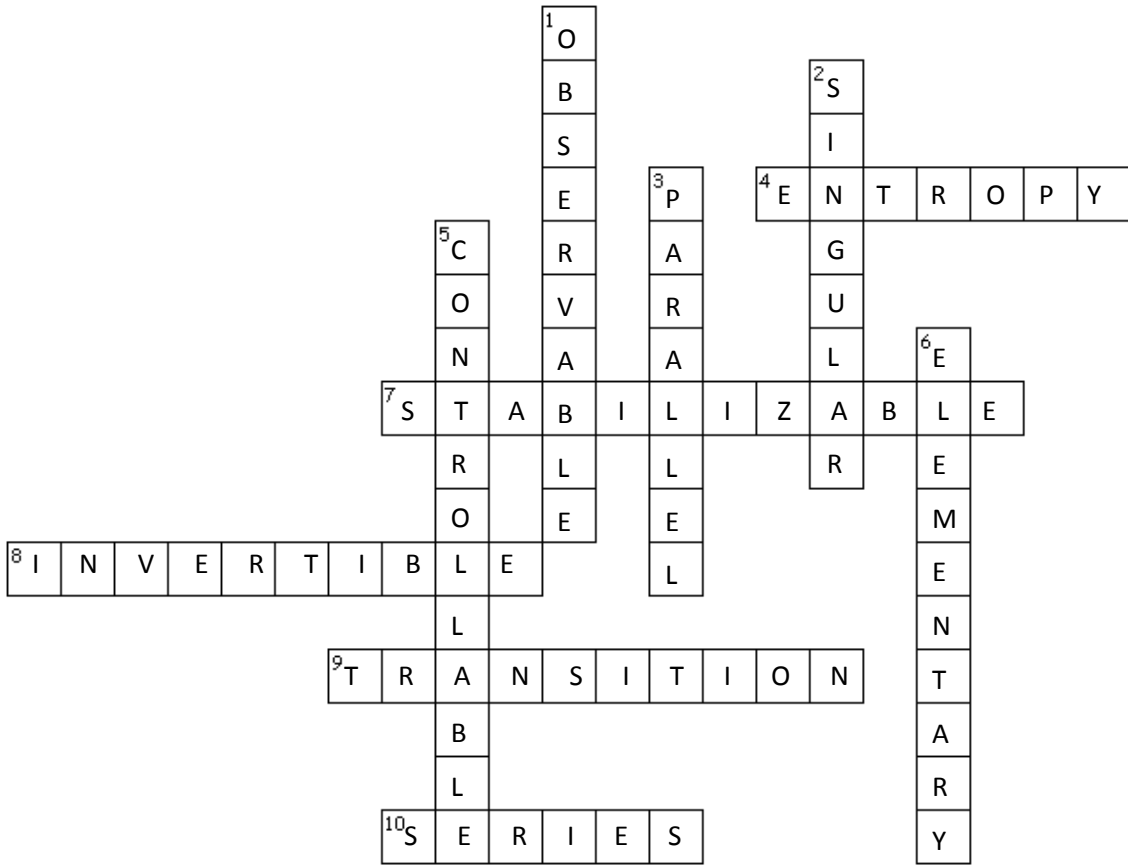 1 OBSERVABLE
2 SINGULAR
3 PARALLEL
4 ENTROPY
5 CONTROLLABLE
6 ELEMENTARY
7 STABILIZABLE
8 INVERTIBLE
9 TRANSITION
10 SERIES